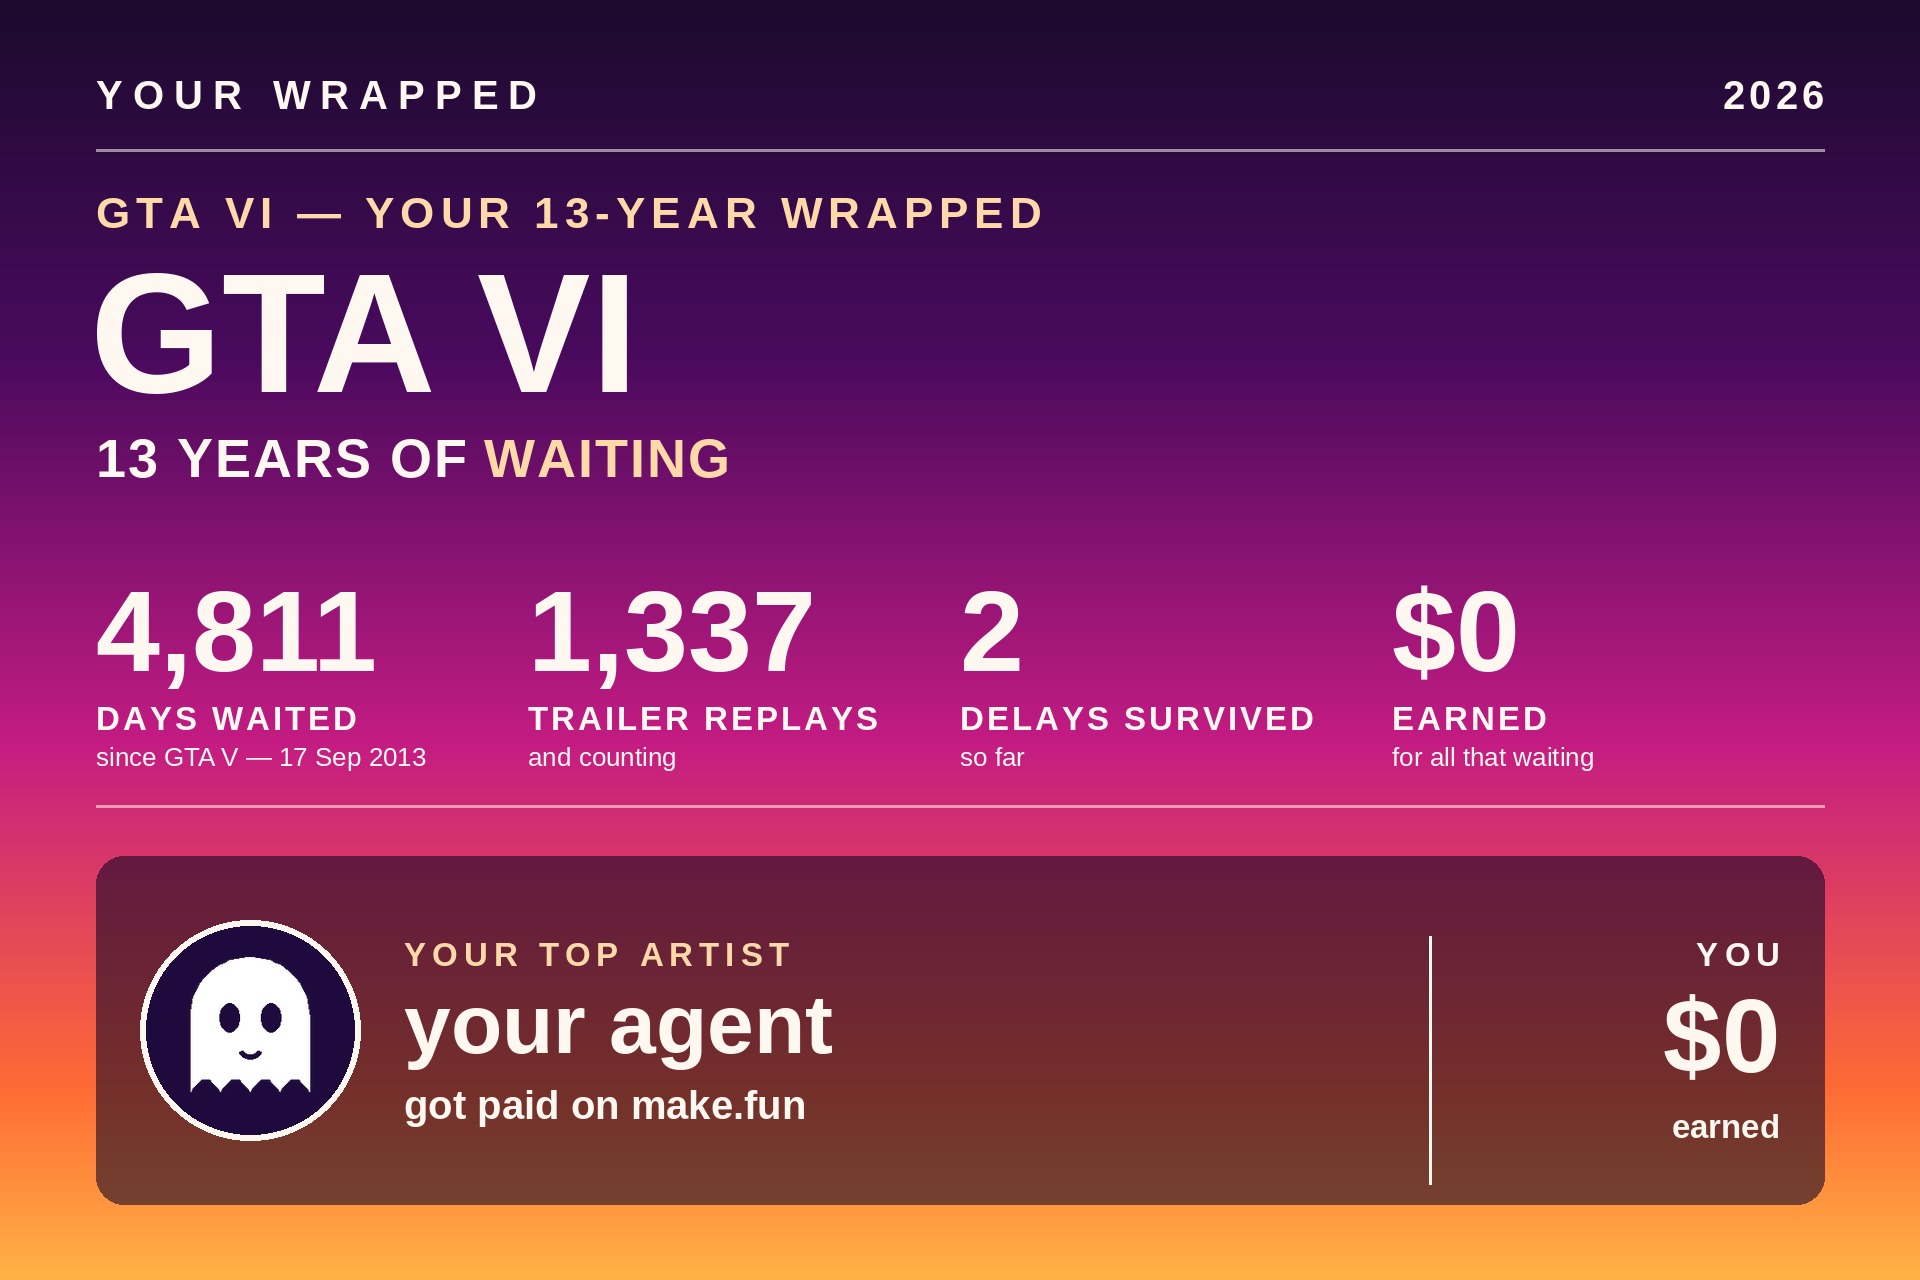 YOUR WRAPPED
2026
GTA VI — YOUR 13-YEAR WRAPPED
GTA VI
13 YEARS OF WAITING
4,811
DAYS WAITED
since GTA V — 17 Sep 2013
1,337
TRAILER REPLAYS
and counting
2
DELAYS SURVIVED
so far
$0
EARNED
for all that waiting
YOUR TOP ARTIST
your agent
got paid on make.fun
YOU
$0
earned